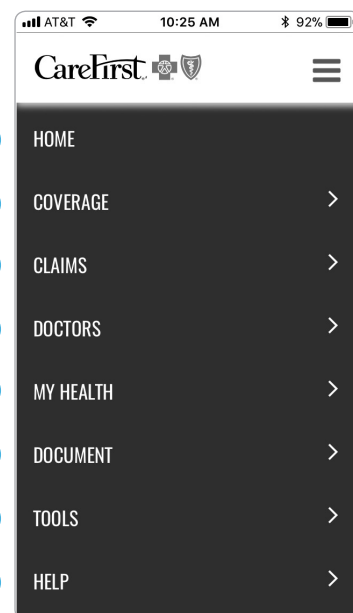 AT&T 10:25 AM 92%
CareFirst
HOME
COVERAGE
CLAIMS
DOCTORS
MY HEALTH
DOCUMENT
TOOLS
HELP